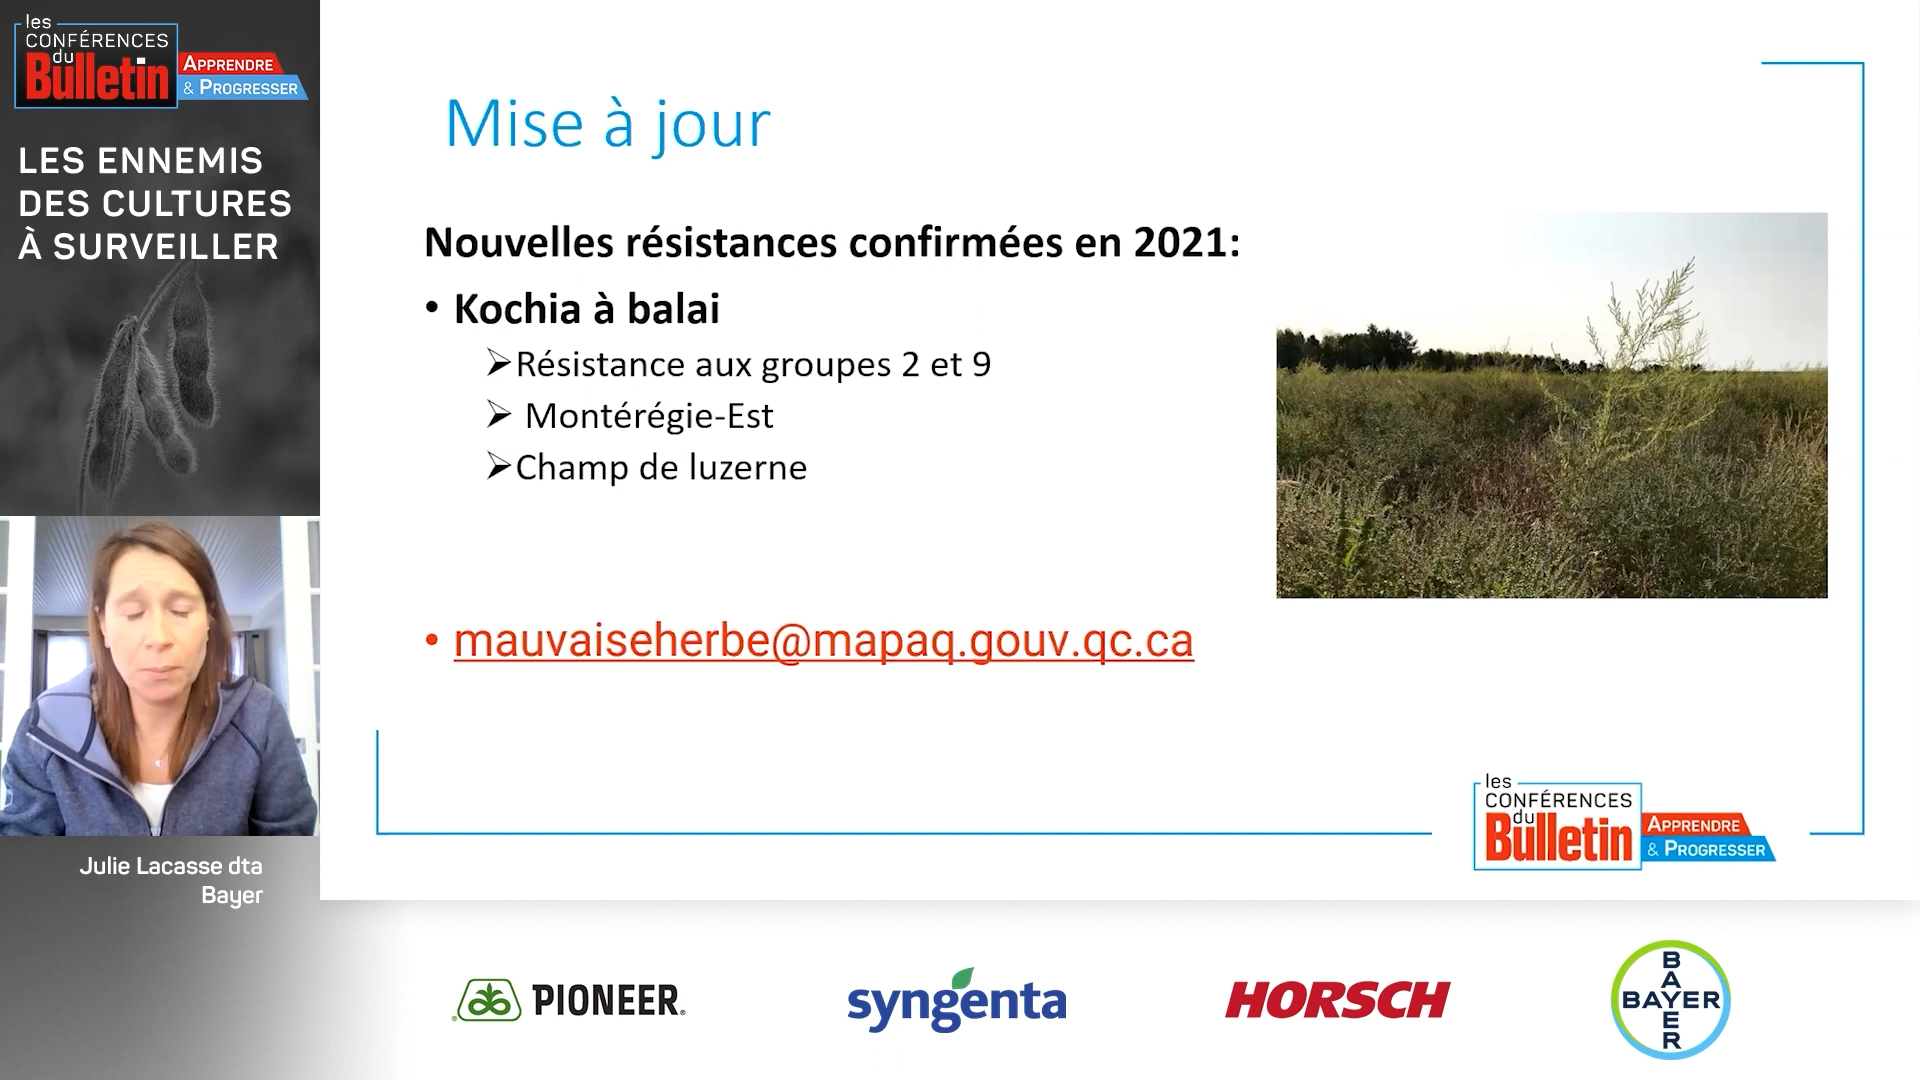 les
CONFÉRENCES
du
Bulletin
APPRENDRE
& PROGRESSER
LES ENNEMIS
DES CULTURES
À SURVEILLER
Julie Lacasse dta
Bayer
Mise à jour
Nouvelles résistances confirmées en 2021:
• Kochia à balai
➢Résistance aux groupes 2 et 9
➢ Montérégie-Est
➢Champ de luzerne
• mauvaiseherbe@mapaq.gouv.qc.ca
les
CONFÉRENCES
du
Bulletin
APPRENDRE
& PROGRESSER
PIONEER
syngenta
HORSCH
BAYER
BAYER